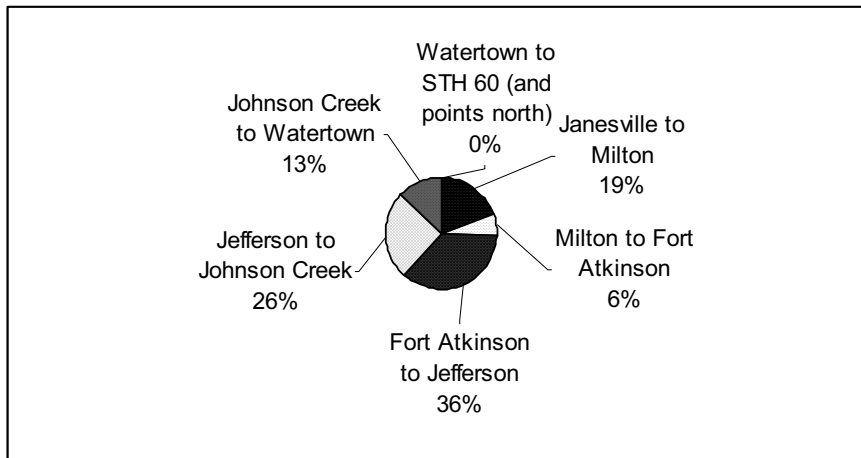 Watertown to
STH 60 (and
points north)
0%
Janesville to
Milton
19%
Milton to Fort
Atkinson
6%
Fort Atkinson
to Jefferson
36%
Jefferson to
Johnson Creek
26%
Johnson Creek
to Watertown
13%